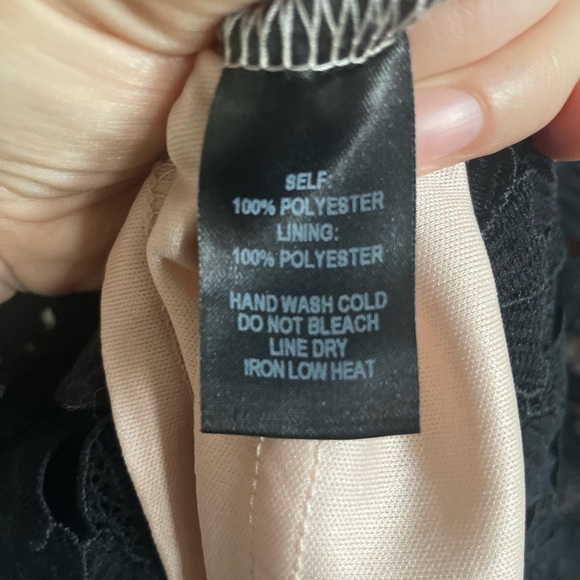 SELF:
100% POLYESTER
LINING:
100% POLYESTER
HAND WASH COLD
DO NOT BLEACH
LINE DRY
IRON LOW HEAT